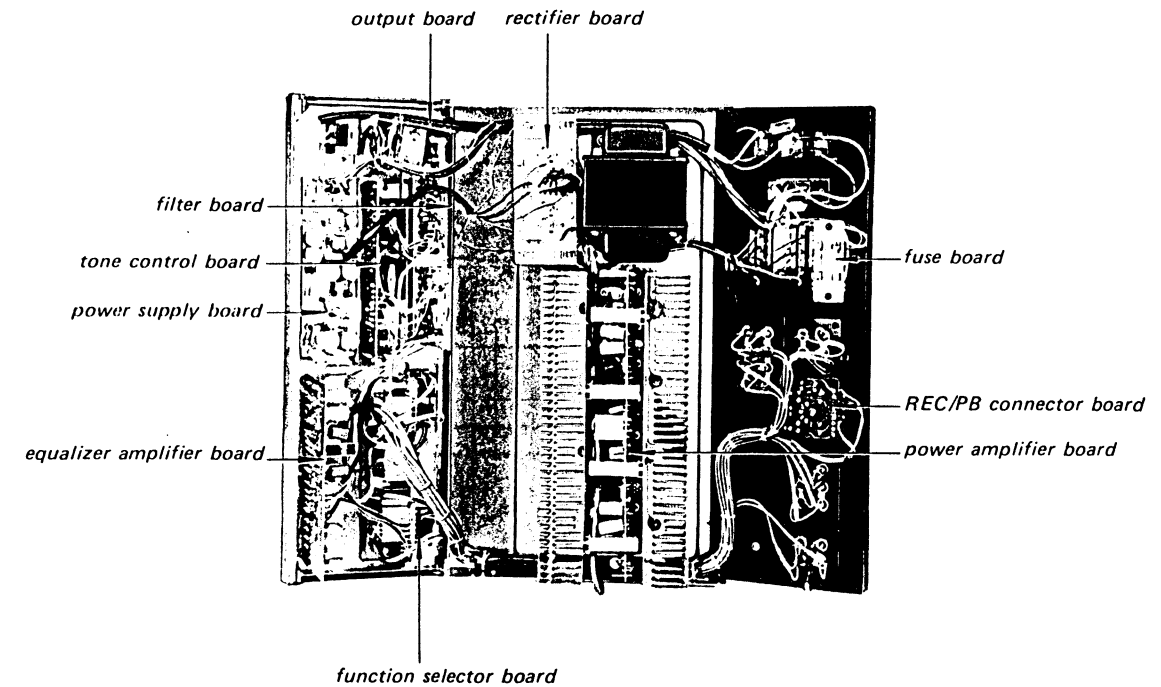 output board
rectifier board
filter board
tone control board
power supply board
fuse board
REC/PB connector board
equalizer amplifier board
power amplifier board
function selector board